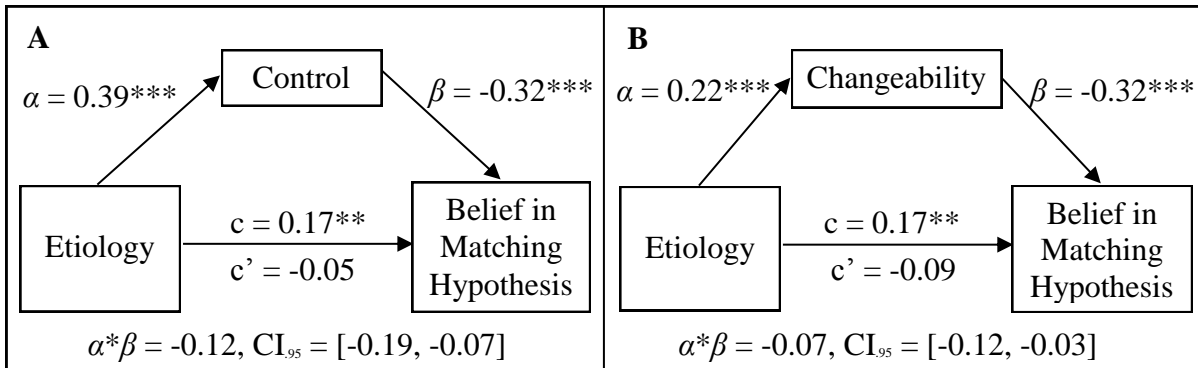 A
Control
α = 0.39***
β = -0.32***
Etiology
c = 0.17**
c’ = -0.05
Belief in
Matching
Hypothesis
α*β = -0.12, CI.95 = [-0.19, -0.07]
B
Changeability
α = 0.22***
β = -0.32***
Etiology
c = 0.17**
c’ = -0.09
Belief in
Matching
Hypothesis
α*β = -0.07, CI.95 = [-0.12, -0.03]